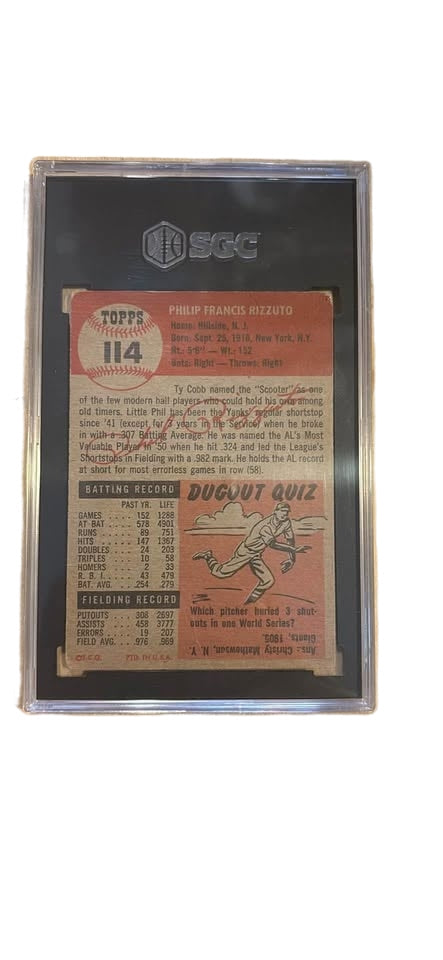 SGC
TOPPS
114
PHILIP FRANCIS RIZZUTO
Home: Hillside, N. J.
Born: Sept. 25, 1918, New York, N.Y.
Ht.: 5'6" — Wt.: 152
Bats: Right — Throws: Right
Ty Cobb named the "Scooter" as one
of the few modern ball players who could hold his own among
old timers. Little Phil has been the Yanks' regular shortstop
since '41 (except for 3 years in the Service) when he broke
in with a .307 Batting Average. He was named the AL's Most
Valuable Player in '50 when he hit .324 and led the League's
Shortstops in Fielding with a .982 mark. He holds the AL record
at short for most errorless games in row (58).
BATTING RECORD
PAST YR. LIFE
GAMES ..... 152 1288
AT BAT ..... 578 4901
RUNS ..... 89 751
HITS ..... 147 1367
DOUBLES ... 24 203
TRIPLES .... 10 58
HOMERS .... 2 33
R. B. I. ..... 43 479
BAT. AVG. ... .254 .279
FIELDING RECORD
PUTOUTS .... 308 2697
ASSISTS .... 458 3777
ERRORS .... 19 207
FIELD AVG. .. .976 .969
©T.C.G. PTD. IN U.S.A.
DUGOUT QUIZ
Which pitcher hurled 3 shut-
outs in one World Series?
Ans.: Christy Mathewson, N. Y.
Giants, 1905.